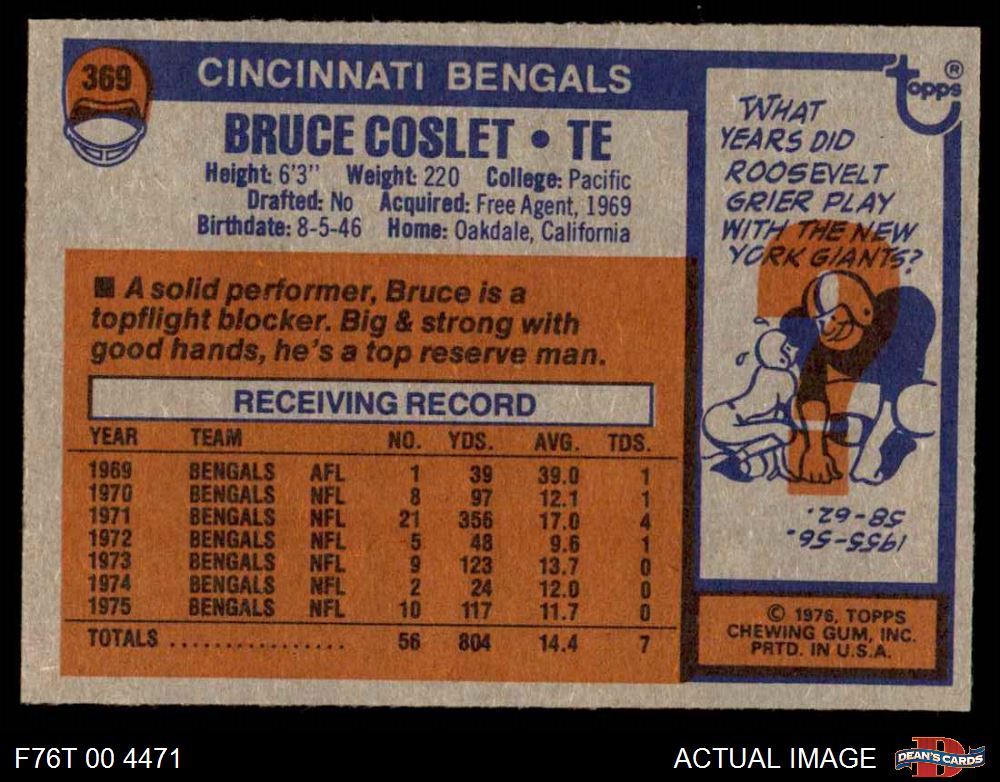 369
CINCINNATI BENGALS
BRUCE COSLET • TE
Height: 6'3" Weight: 220 College: Pacific
Drafted: No Acquired: Free Agent, 1969
Birthdate: 8-5-46 Home: Oakdale, California
■ A solid performer, Bruce is a
topflight blocker. Big & strong with
good hands, he's a top reserve man.
RECEIVING RECORD
YEAR TEAM NO. YDS. AVG. TDS.
1969 BENGALS AFL 1 39 39.0 1
1970 BENGALS NFL 8 97 12.1 1
1971 BENGALS NFL 21 356 17.0 4
1972 BENGALS NFL 5 48 9.6 1
1973 BENGALS NFL 9 123 13.7 0
1974 BENGALS NFL 2 24 12.0 0
1975 BENGALS NFL 10 117 11.7 0
TOTALS ................ 56 804 14.4 7
topps ®
WHAT
YEARS DID
ROOSEVELT
GRIER PLAY
WITH THE NEW
YORK GIANTS?
?
1955-56.
58-62.
© 1976, TOPPS
CHEWING GUM, INC.
PRTD. IN U.S.A.
F76T 00 4471
ACTUAL IMAGE
D
DEAN'S CARDS